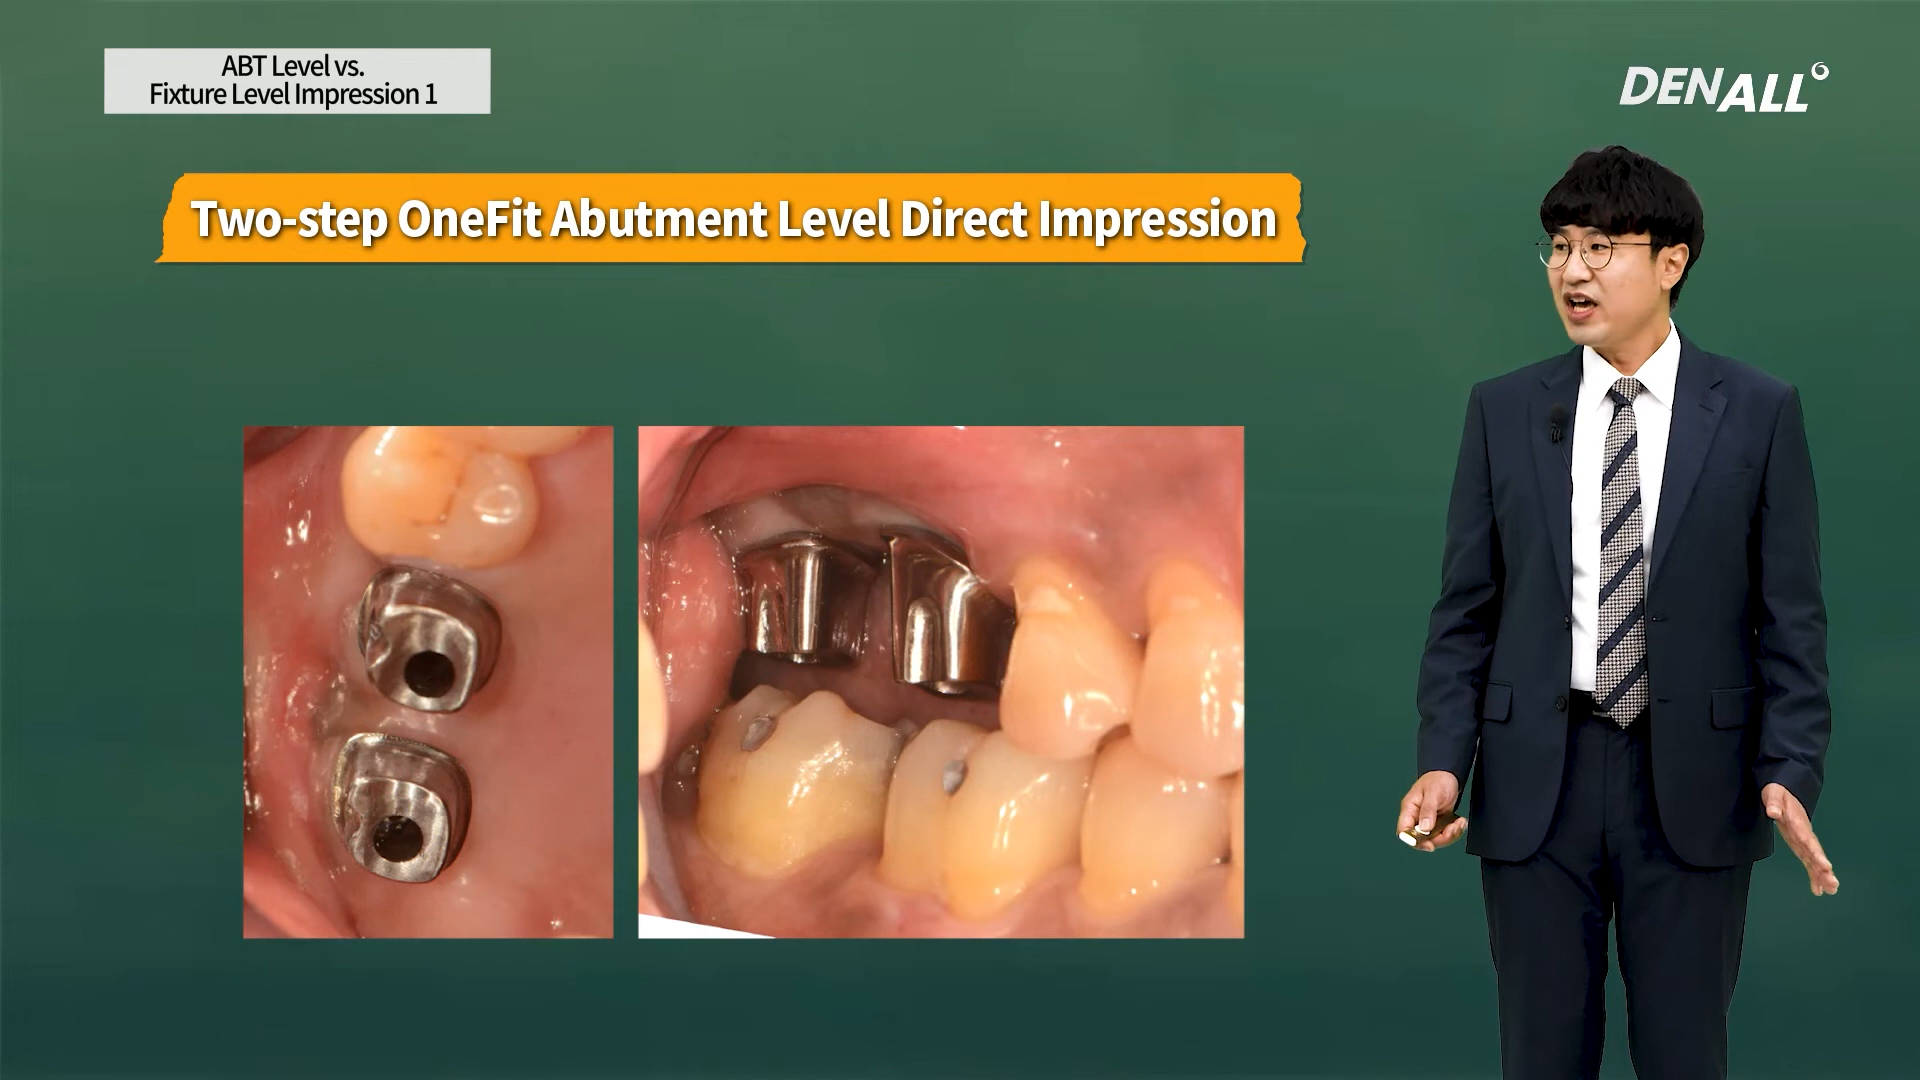 ABT Level vs.
Fixture Level Impression 1
DENALL
Two-step OneFit Abutment Level Direct Impression